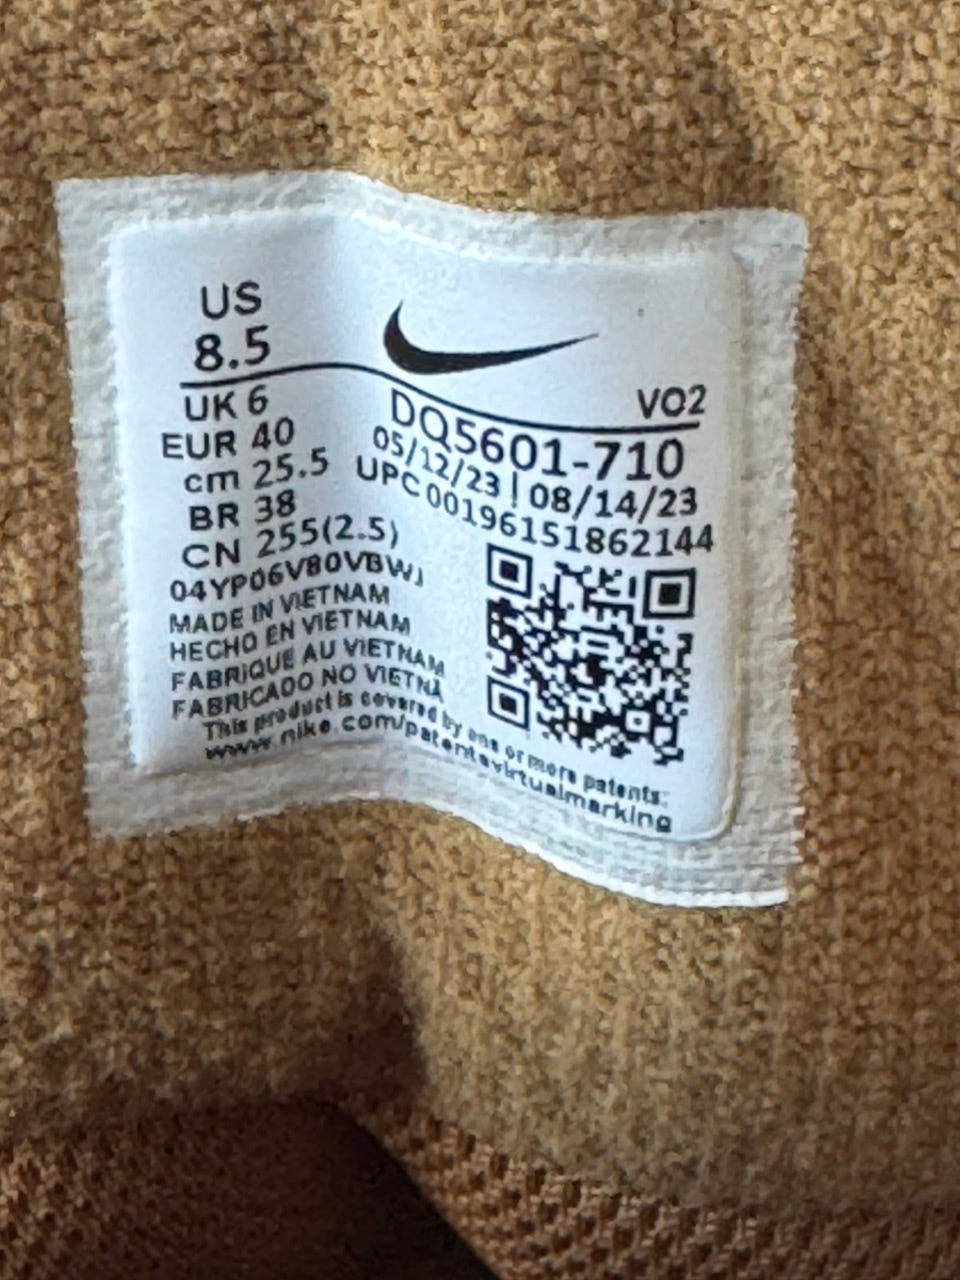 US
8.5
VO2
UK 6
EUR 40
cm 25.5
BR 38
CN 255(2.5)
04YP06V80VBWJ
MADE IN VIETNAM
HECHO EN VIETNAM
FABRIQUE AU VIETNAM
FABRICADO NO VIETNÃ
DQ5601-710
05/12/23 | 08/14/23
UPC 00196151862144
This product is covered by one or more patents:
www.nike.com/patentsvirtualmarking